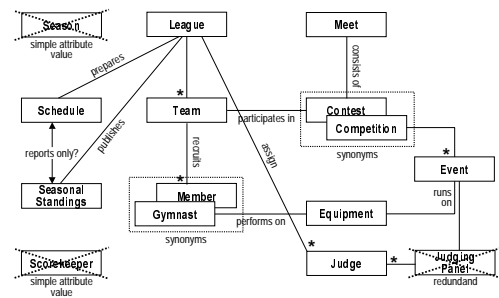 Season
simple attribute
value
League
Meet
prepares
consists of
Schedule
*
Team
participates in
Contest
Competition
synonyms
publishes
reports only?
recruits
assign
*
Event
Seasonal
Standings
*
Member
Gymnast
synonyms
performs on
Equipment
runs
on
Scorekeeper
simple attribute
value
*
Judge
*
Judging
Panel
redundand